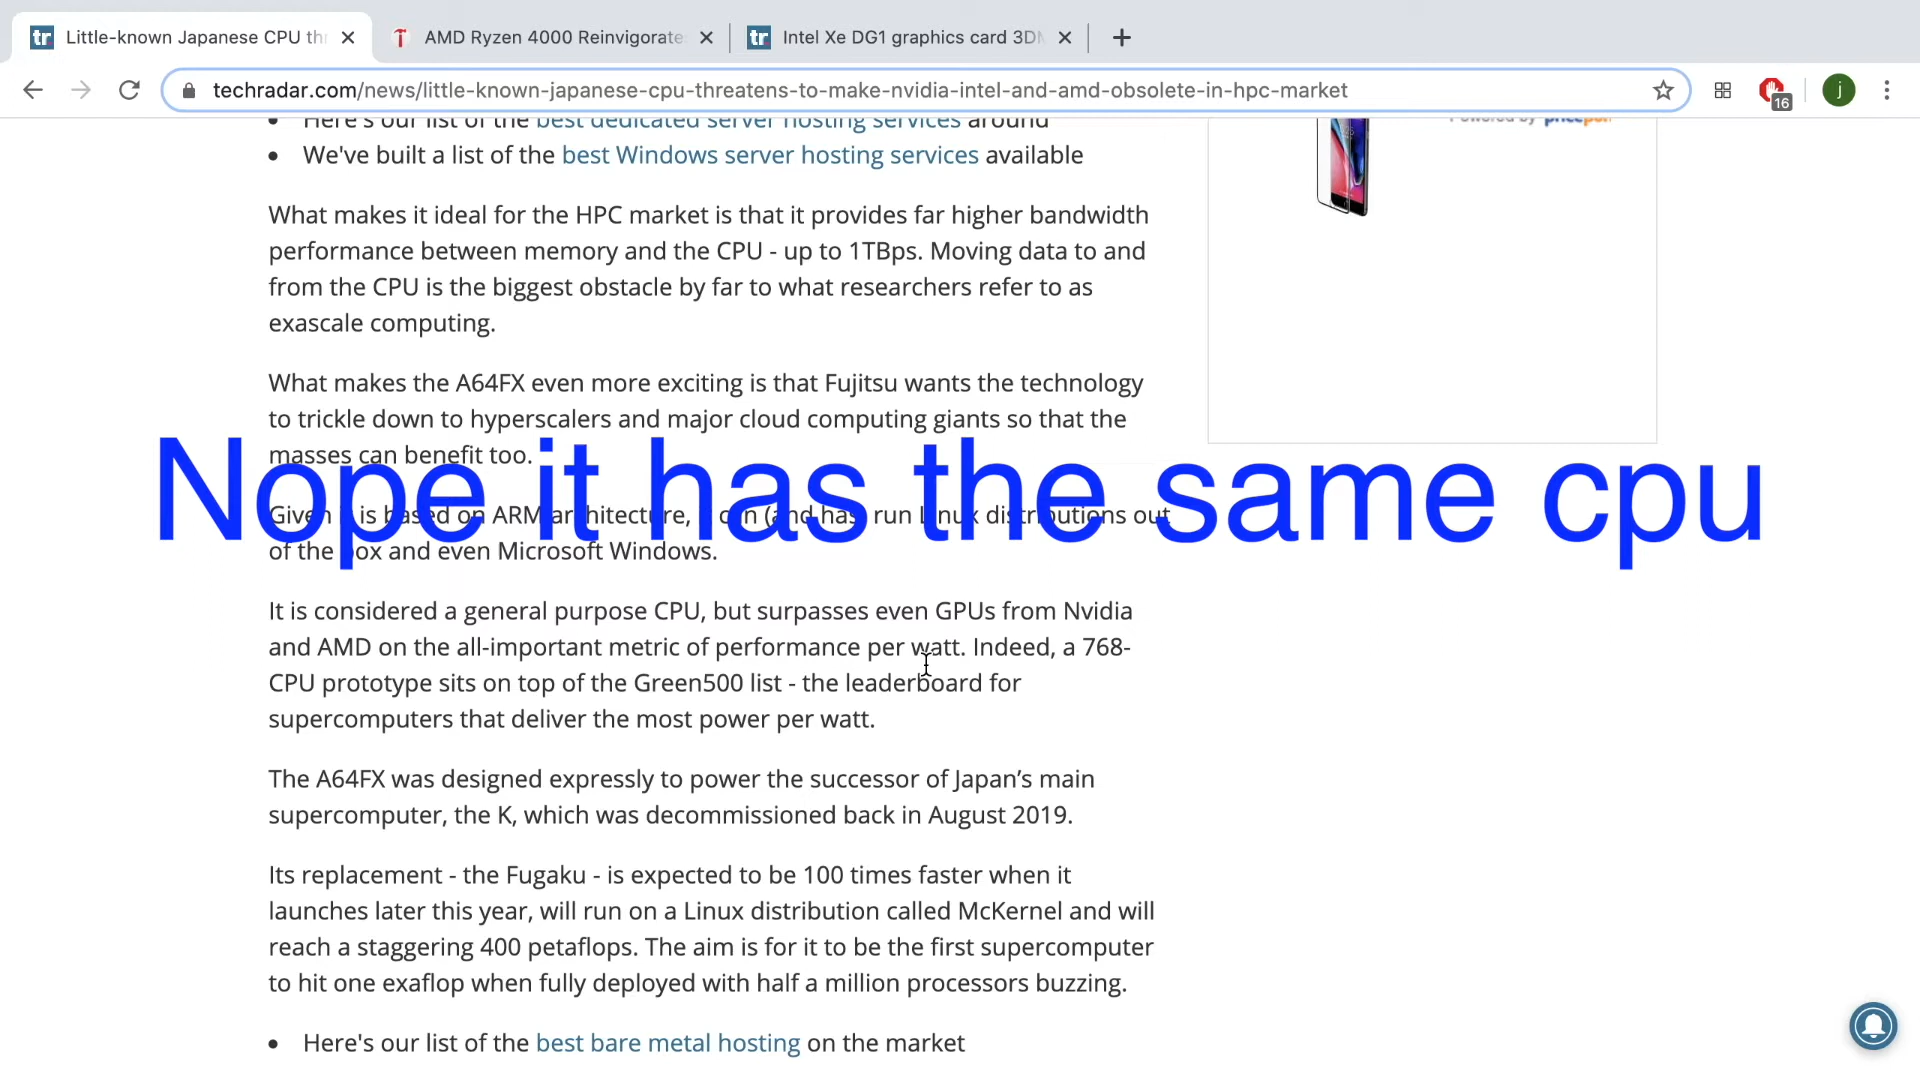 Little-known Japanese CPU thr
AMD Ryzen 4000 Reinvigorate
Intel Xe DG1 graphics card 3DM
techradar.com/news/little-known-japanese-cpu-threatens-to-make-nvidia-intel-and-amd-obsolete-in-hpc-market
16
j
Here's our list of the best dedicated server hosting services around
Powered by
We've built a list of the best Windows server hosting services available
What makes it ideal for the HPC market is that it provides far higher bandwidth
performance between memory and the CPU - up to 1TBps. Moving data to and
from the CPU is the biggest obstacle by far to what researchers refer to as
exascale computing.
What makes the A64FX even more exciting is that Fujitsu wants the technology
to trickle down to hyperscalers and major cloud computing giants so that the
masses can benefit too.
Nope it has the same cpu
Given it is based on ARM architecture, it can (and has) run Linux distributions out
of the box and even Microsoft Windows.
It is considered a general purpose CPU, but surpasses even GPUs from Nvidia
and AMD on the all-important metric of performance per watt. Indeed, a 768-
CPU prototype sits on top of the Green500 list - the leaderboard for
supercomputers that deliver the most power per watt.
The A64FX was designed expressly to power the successor of Japan's main
supercomputer, the K, which was decommissioned back in August 2019.
Its replacement - the Fugaku - is expected to be 100 times faster when it
launches later this year, will run on a Linux distribution called McKernel and will
reach a staggering 400 petaflops. The aim is for it to be the first supercomputer
to hit one exaflop when fully deployed with half a million processors buzzing.
Here's our list of the best bare metal hosting on the market